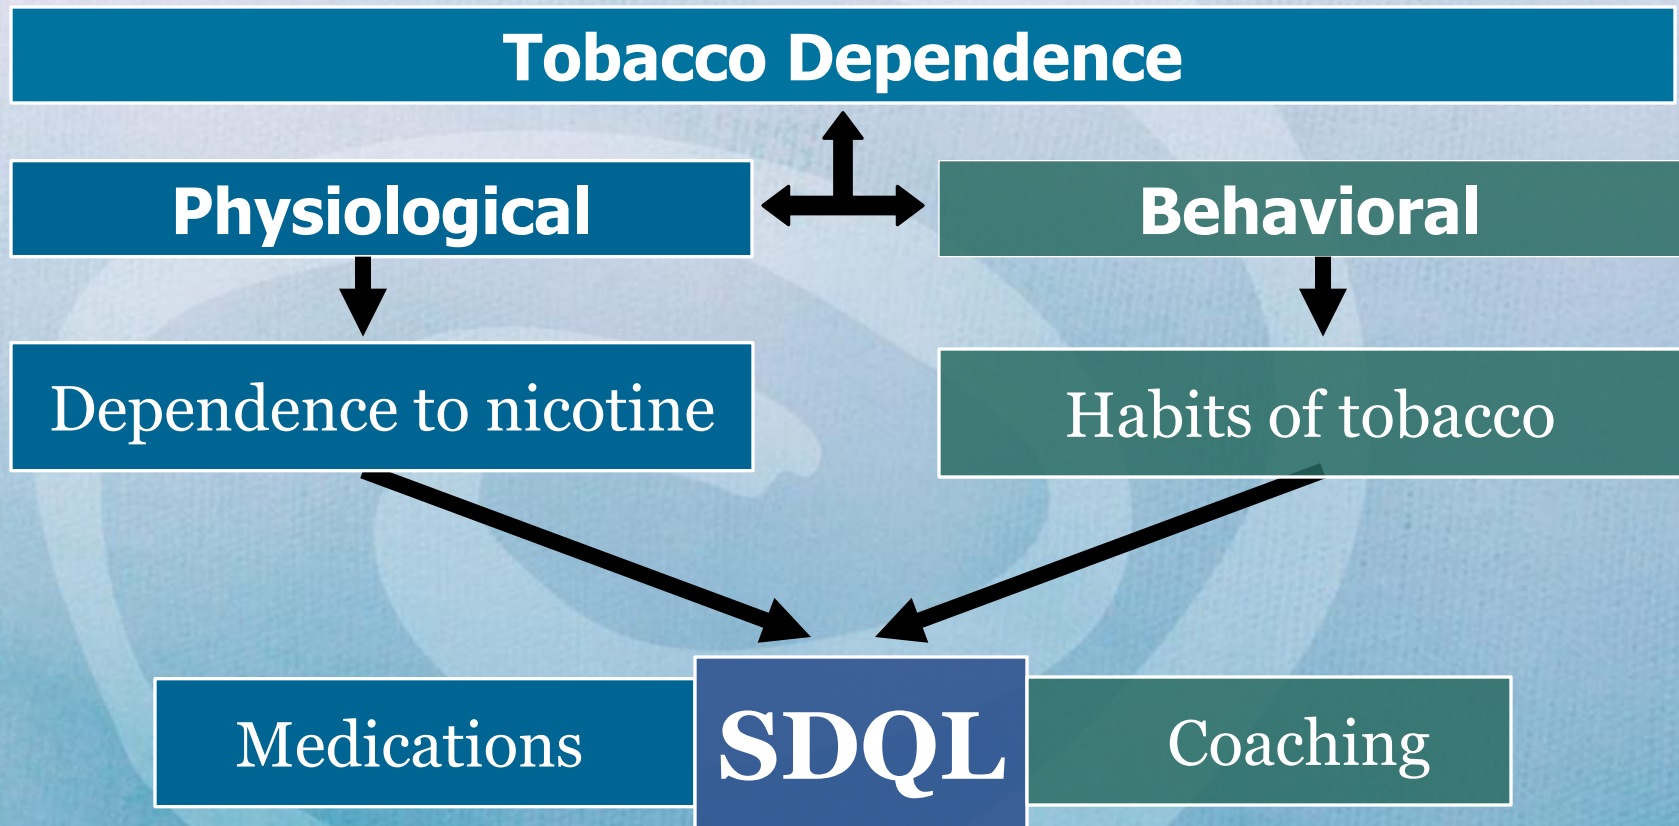 Tobacco Dependence
Physiological
Behavioral
Dependence to nicotine
Habits of tobacco
Medications
SDQL
Coaching